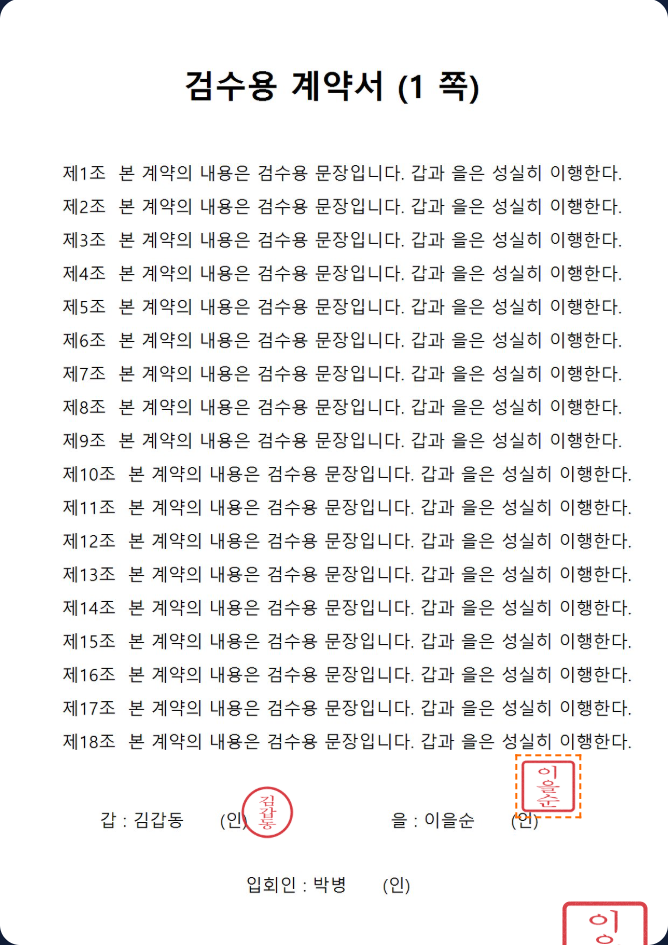 검수용 계약서 (1 쪽)
제1조 본 계약의 내용은 검수용 문장입니다. 갑과 을은 성실히 이행한다.
제2조 본 계약의 내용은 검수용 문장입니다. 갑과 을은 성실히 이행한다.
제3조 본 계약의 내용은 검수용 문장입니다. 갑과 을은 성실히 이행한다.
제4조 본 계약의 내용은 검수용 문장입니다. 갑과 을은 성실히 이행한다.
제5조 본 계약의 내용은 검수용 문장입니다. 갑과 을은 성실히 이행한다.
제6조 본 계약의 내용은 검수용 문장입니다. 갑과 을은 성실히 이행한다.
제7조 본 계약의 내용은 검수용 문장입니다. 갑과 을은 성실히 이행한다.
제8조 본 계약의 내용은 검수용 문장입니다. 갑과 을은 성실히 이행한다.
제9조 본 계약의 내용은 검수용 문장입니다. 갑과 을은 성실히 이행한다.
제10조 본 계약의 내용은 검수용 문장입니다. 갑과 을은 성실히 이행한다.
제11조 본 계약의 내용은 검수용 문장입니다. 갑과 을은 성실히 이행한다.
제12조 본 계약의 내용은 검수용 문장입니다. 갑과 을은 성실히 이행한다.
제13조 본 계약의 내용은 검수용 문장입니다. 갑과 을은 성실히 이행한다.
제14조 본 계약의 내용은 검수용 문장입니다. 갑과 을은 성실히 이행한다.
제15조 본 계약의 내용은 검수용 문장입니다. 갑과 을은 성실히 이행한다.
제16조 본 계약의 내용은 검수용 문장입니다. 갑과 을은 성실히 이행한다.
제17조 본 계약의 내용은 검수용 문장입니다. 갑과 을은 성실히 이행한다.
제18조 본 계약의 내용은 검수용 문장입니다. 갑과 을은 성실히 이행한다.
이을순
갑 : 김갑동 (인) 김갑동 을 : 이을순 (인)
입회인 : 박병 (인)
이